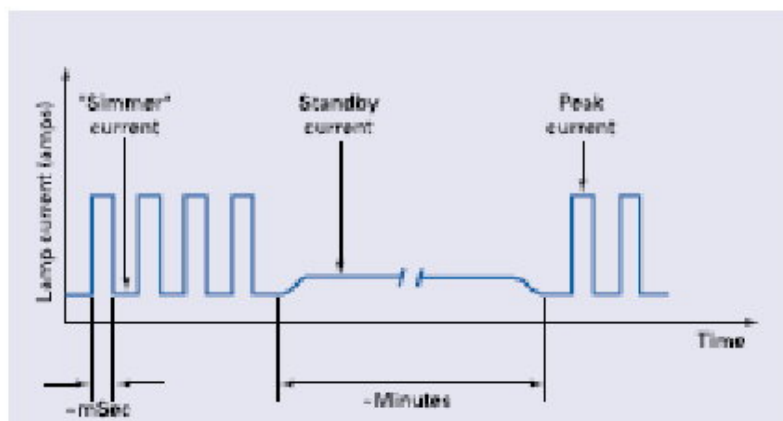 "Simmer"
current
Standby
current
Peak
current
Lamp current (amps)
Time
~mSec
~Minutes